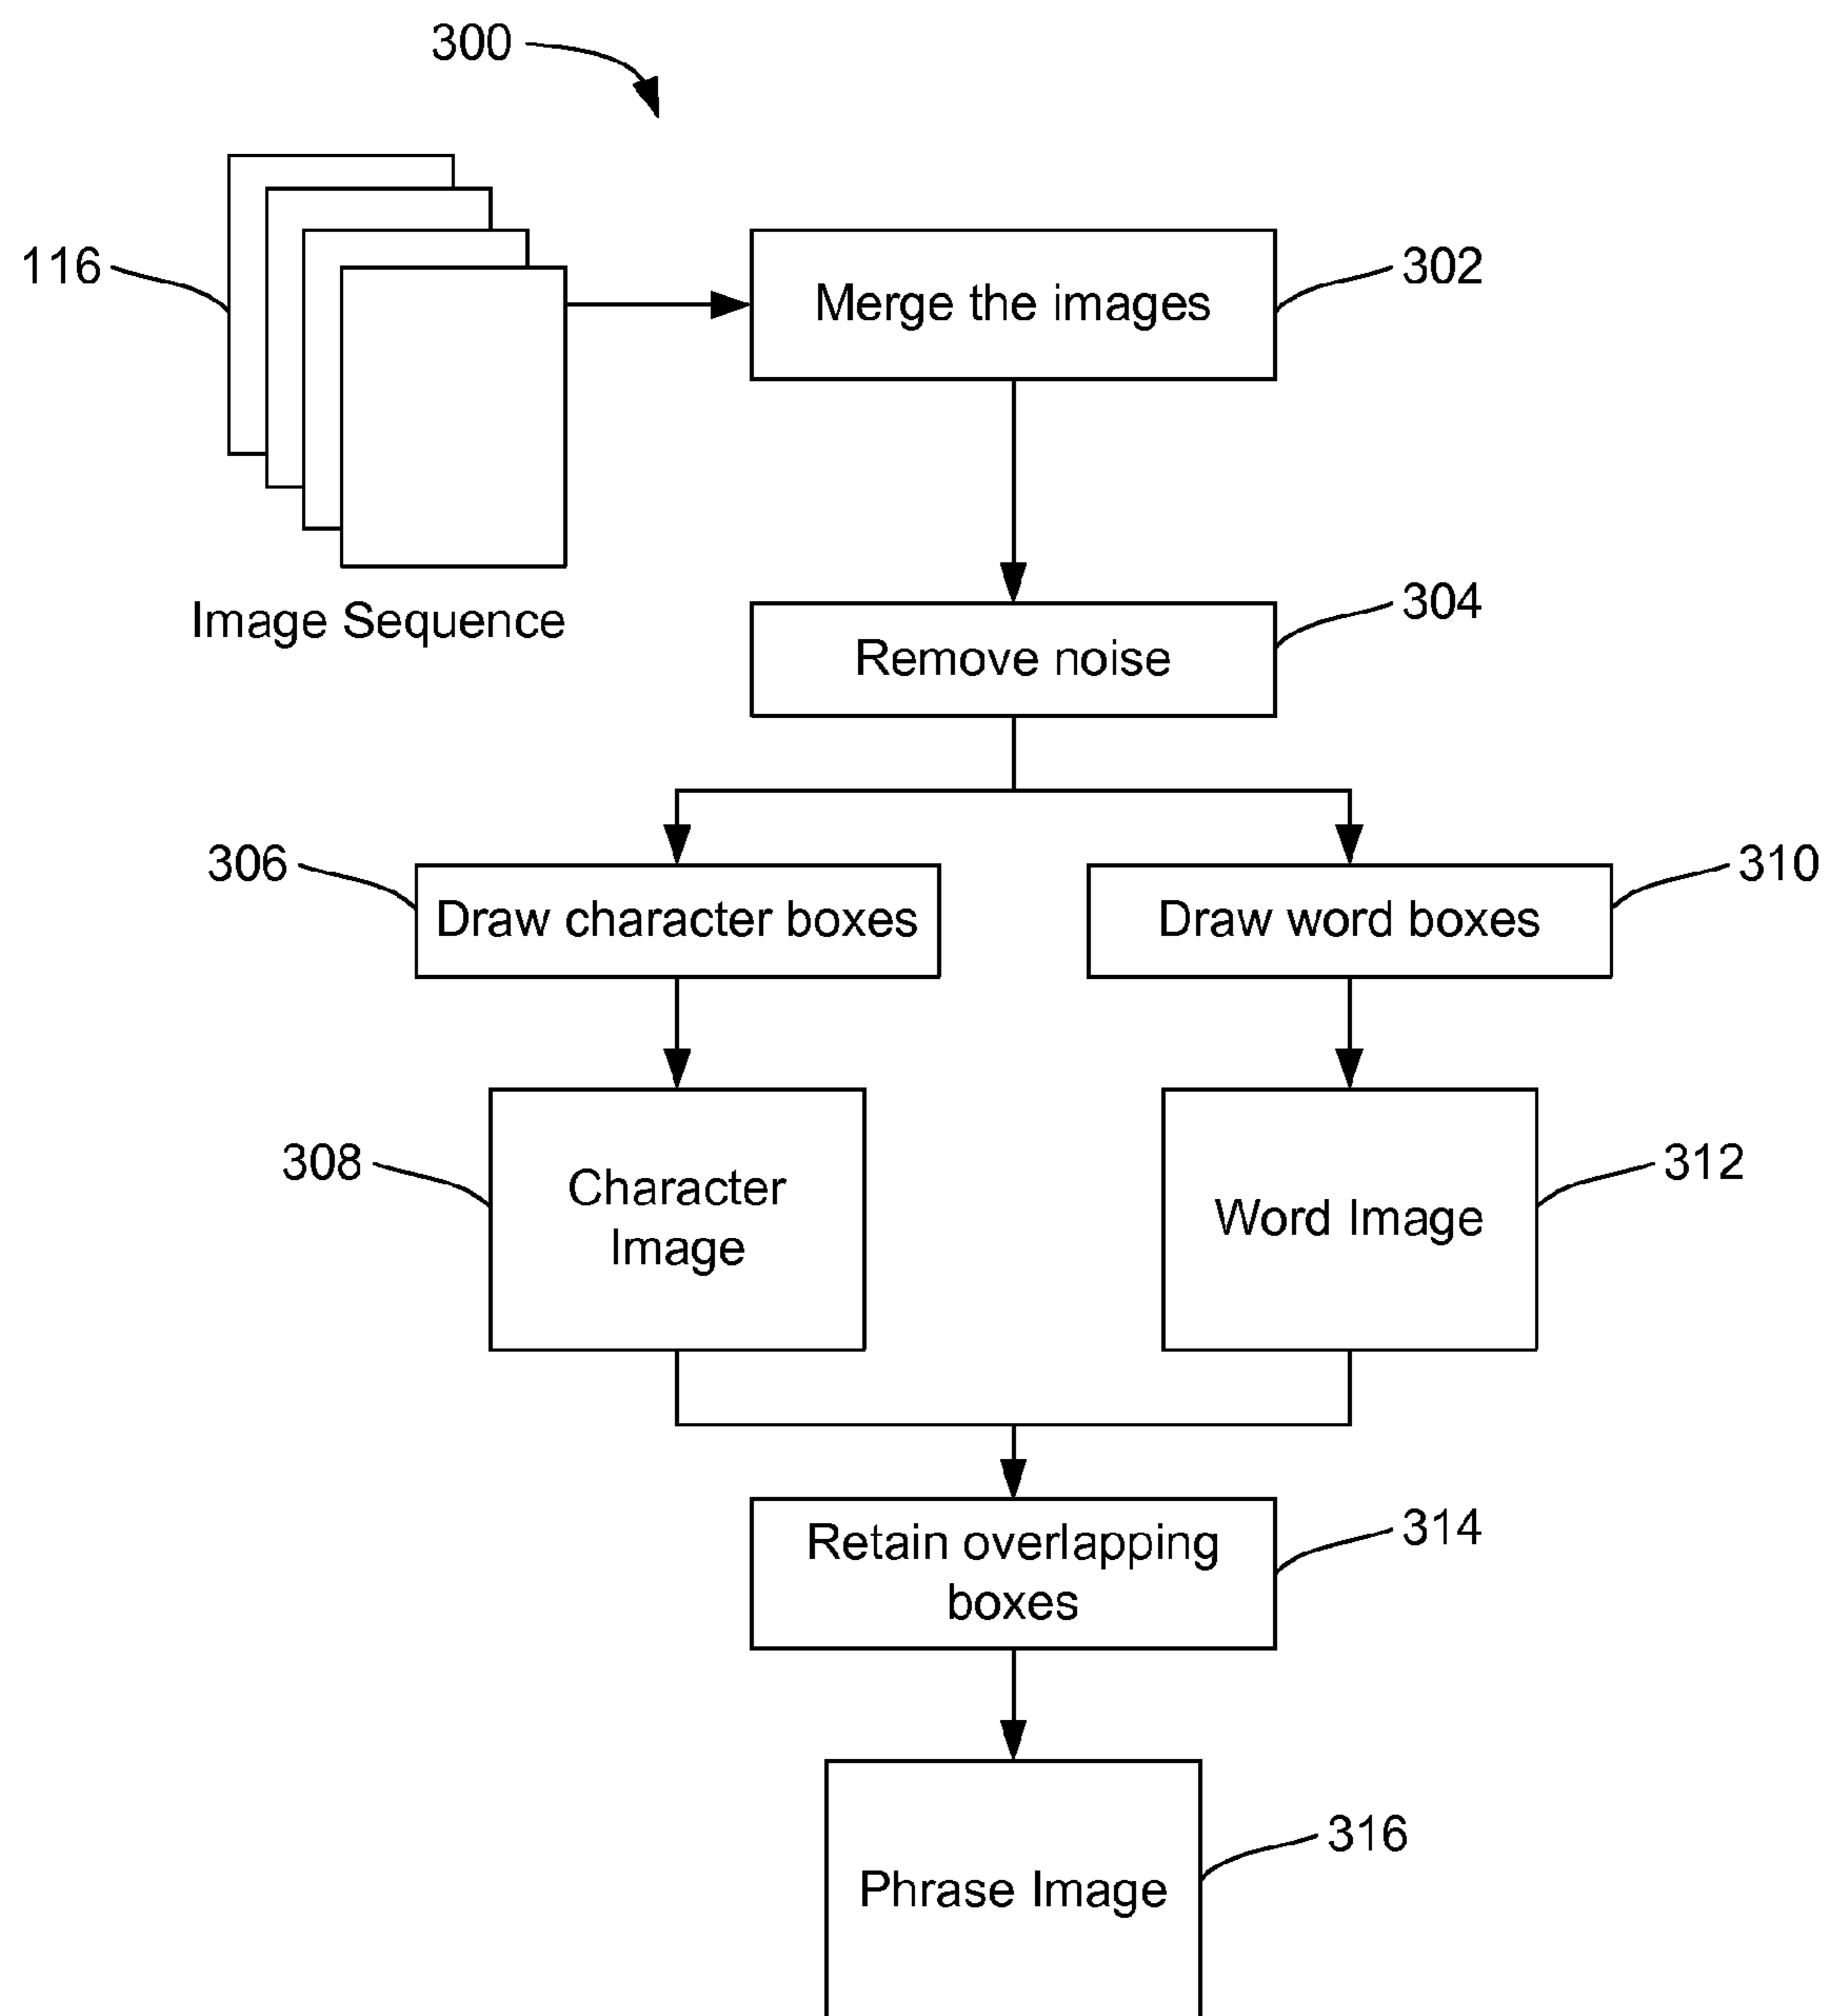 300
116
Merge the images
302
Image Sequence
304
Remove noise
306
Draw character boxes
Draw word boxes
310
308
Character
Image
Word Image
312
Retain overlapping
boxes
314
316
Phrase Image